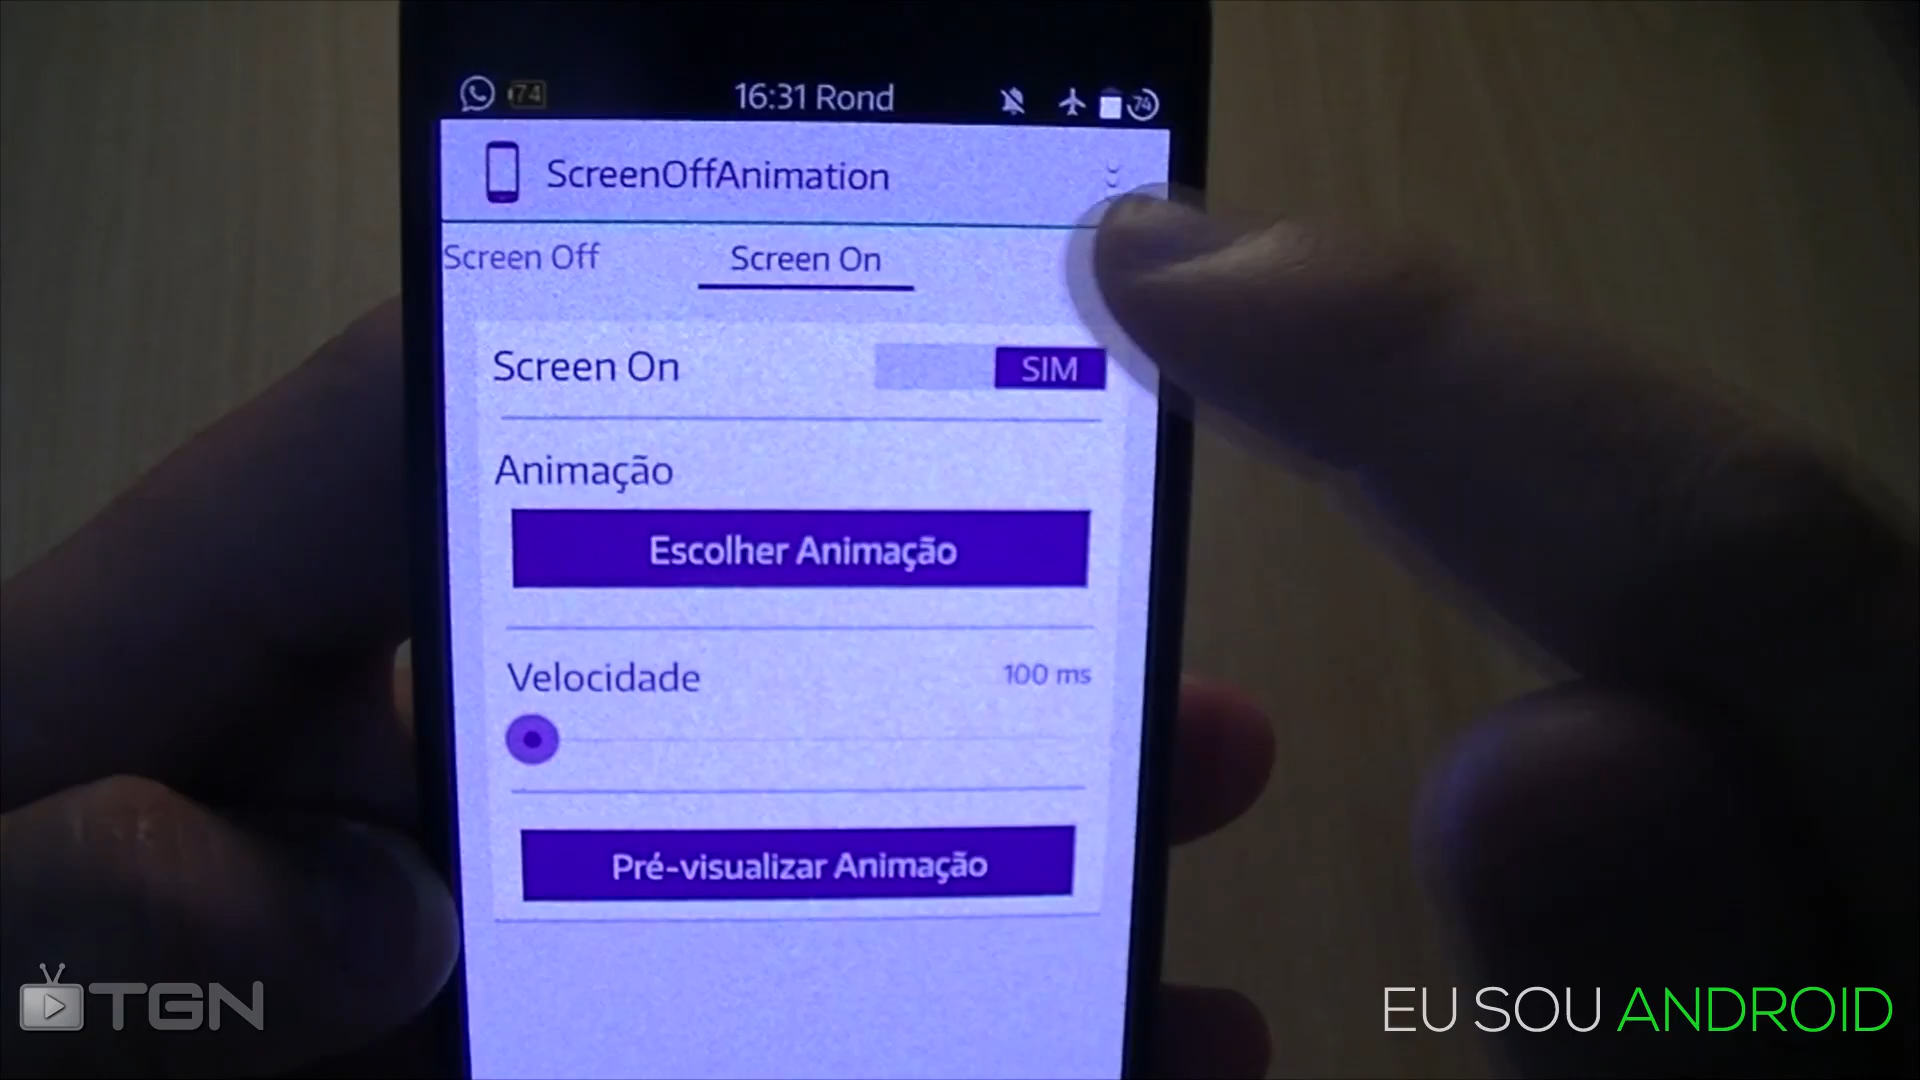 74
16:31 Rond
74
ScreenOffAnimation
Screen Off
Screen On
Screen On
SIM
Animação
Escolher Animação
Velocidade
100 ms
Pré-visualizar Animação
TGN
EU SOU ANDROID